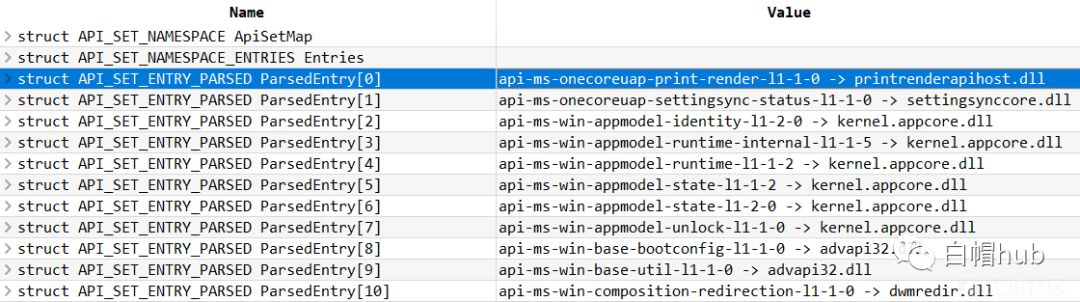 Name Value
struct API_SET_NAMESPACE ApiSetMap
struct API_SET_NAMESPACE_ENTRIES Entries
struct API_SET_ENTRY_PARSED ParsedEntry[0] api-ms-onecoreuap-print-render-l1-1-0 -> printrenderapihost.dll
struct API_SET_ENTRY_PARSED ParsedEntry[1] api-ms-onecoreuap-settingsync-status-l1-1-0 -> settingsynccore.dll
struct API_SET_ENTRY_PARSED ParsedEntry[2] api-ms-win-appmodel-identity-l1-2-0 -> kernel.appcore.dll
struct API_SET_ENTRY_PARSED ParsedEntry[3] api-ms-win-appmodel-runtime-internal-l1-1-5 -> kernel.appcore.dll
struct API_SET_ENTRY_PARSED ParsedEntry[4] api-ms-win-appmodel-runtime-l1-1-2 -> kernel.appcore.dll
struct API_SET_ENTRY_PARSED ParsedEntry[5] api-ms-win-appmodel-state-l1-1-2 -> kernel.appcore.dll
struct API_SET_ENTRY_PARSED ParsedEntry[6] api-ms-win-appmodel-state-l1-2-0 -> kernel.appcore.dll
struct API_SET_ENTRY_PARSED ParsedEntry[7] api-ms-win-appmodel-unlock-l1-1-0 -> kernel.appcore.dll
struct API_SET_ENTRY_PARSED ParsedEntry[8] api-ms-win-base-bootconfig-l1-1-0 -> advapi32.dll
struct API_SET_ENTRY_PARSED ParsedEntry[9] api-ms-win-base-util-l1-1-0 -> advapi32.dll
struct API_SET_ENTRY_PARSED ParsedEntry[10] api-ms-win-composition-redirection-l1-1-0 -> dwmredir.dll
白帽hub